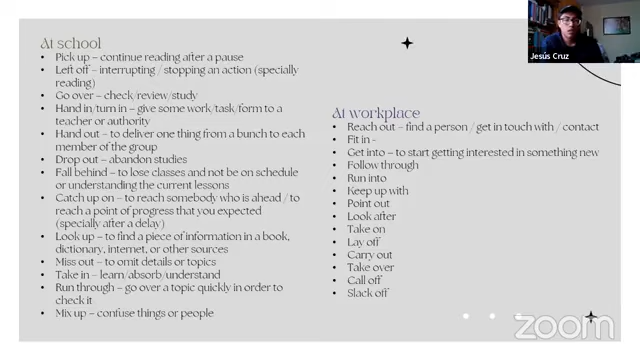 At school
• Pick up – continue reading after a pause
• Left off – interrupting / stopping an action (specially
reading)
• Go over – check/review/study
• Hand in/turn in – give some work/task/form to a
teacher or authority
• Hand out – to deliver one thing from a bunch to each
member of the group
• Drop out – abandon studies
• Fall behind – to lose classes and not be on schedule
or understanding the current lessons
• Catch up on – to reach somebody who is ahead / to
reach a point of progress that you expected
(specially after a delay)
• Look up – to find a piece of information in a book,
dictionary, internet, or other sources
• Miss out – to omit details or topics
• Take in – learn/absorb/understand
• Run through – go over a topic quickly in order to
check it
• Mix up – confuse things or people
At workplace
• Reach out – find a person / get in touch with / contact
• Fit in -
• Get into – to start getting interested in something new
• Follow through
• Run into
• Keep up with
• Point out
• Look after
• Take on
• Lay off
• Carry out
• Take over
• Call off
• Slack off
Jesús Cruz
zoom